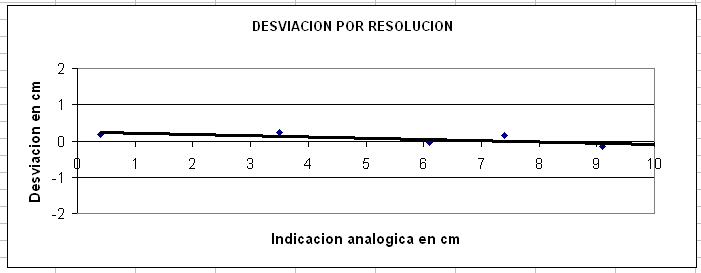 DESVIACION POR RESOLUCION
2
1
0
-1
-2
0 1 2 3 4 5 6 7 8 9 10
Desviacion en cm
Indicacion analogica en cm